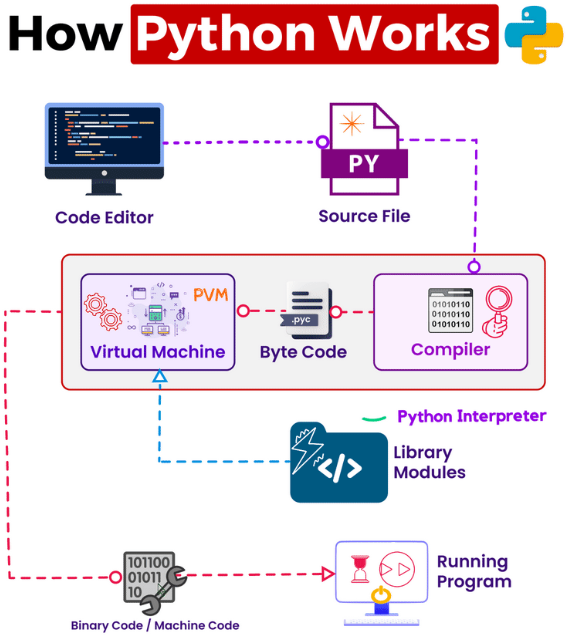 How Python Works
PY
Code Editor
Source File
PVM
.pyc
01010110
01010110
01010110
Virtual Machine
Byte Code
Compiler
Python Interpreter
</>
Library
Modules
101100
01011
10
Running
Program
Binary Code / Machine Code